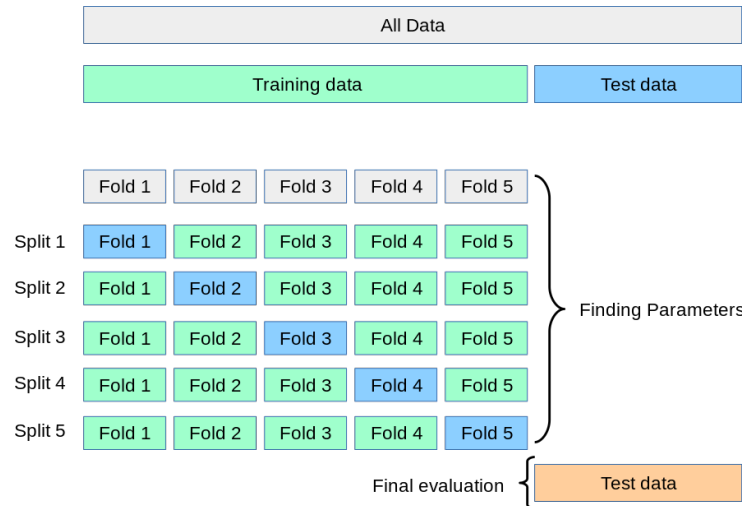 All Data
Training data Test data
Fold 1 Fold 2 Fold 3 Fold 4 Fold 5
Split 1 Fold 1 Fold 2 Fold 3 Fold 4 Fold 5
Split 2 Fold 1 Fold 2 Fold 3 Fold 4 Fold 5
Finding Parameters
Split 3 Fold 1 Fold 2 Fold 3 Fold 4 Fold 5
Split 4 Fold 1 Fold 2 Fold 3 Fold 4 Fold 5
Split 5 Fold 1 Fold 2 Fold 3 Fold 4 Fold 5
Final evaluation Test data